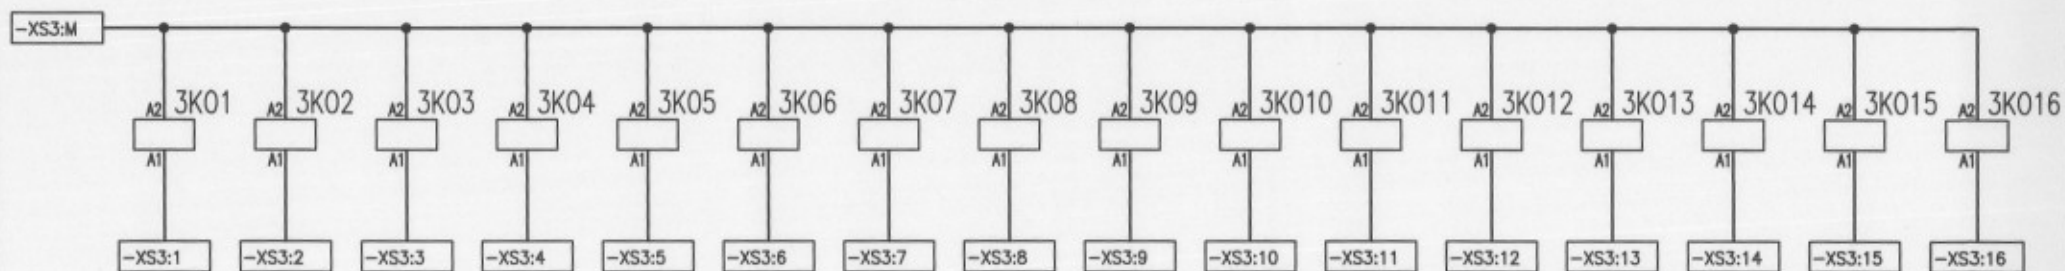 -XS3:M
A2 3K01 A2 3K02 A2 3K03 A2 3K04 A2 3K05 A2 3K06 A2 3K07 A2 3K08 A2 3K09 A2 3K010 A2 3K011 A2 3K012 A2 3K013 A2 3K014 A2 3K015 A2 3K016
A1 A1 A1 A1 A1 A1 A1 A1 A1 A1 A1 A1 A1 A1 A1 A1
-XS3:1 -XS3:2 -XS3:3 -XS3:4 -XS3:5 -XS3:6 -XS3:7 -XS3:8 -XS3:9 -XS3:10 -XS3:11 -XS3:12 -XS3:13 -XS3:14 -XS3:15 -XS3:16